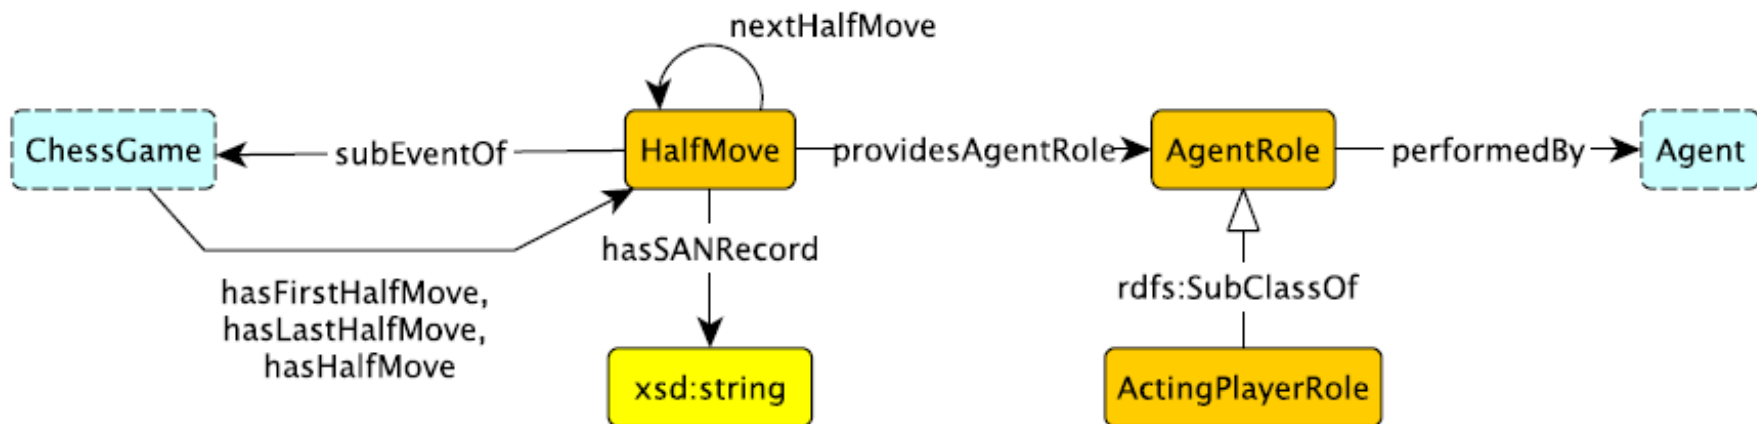 nextHalfMove
ChessGame
subEventOf
HalfMove
providesAgentRole
AgentRole
performedBy
Agent
hasSANRecord
rdfs:SubClassOf
hasFirstHalfMove,
hasLastHalfMove,
hasHalfMove
xsd:string
ActingPlayerRole